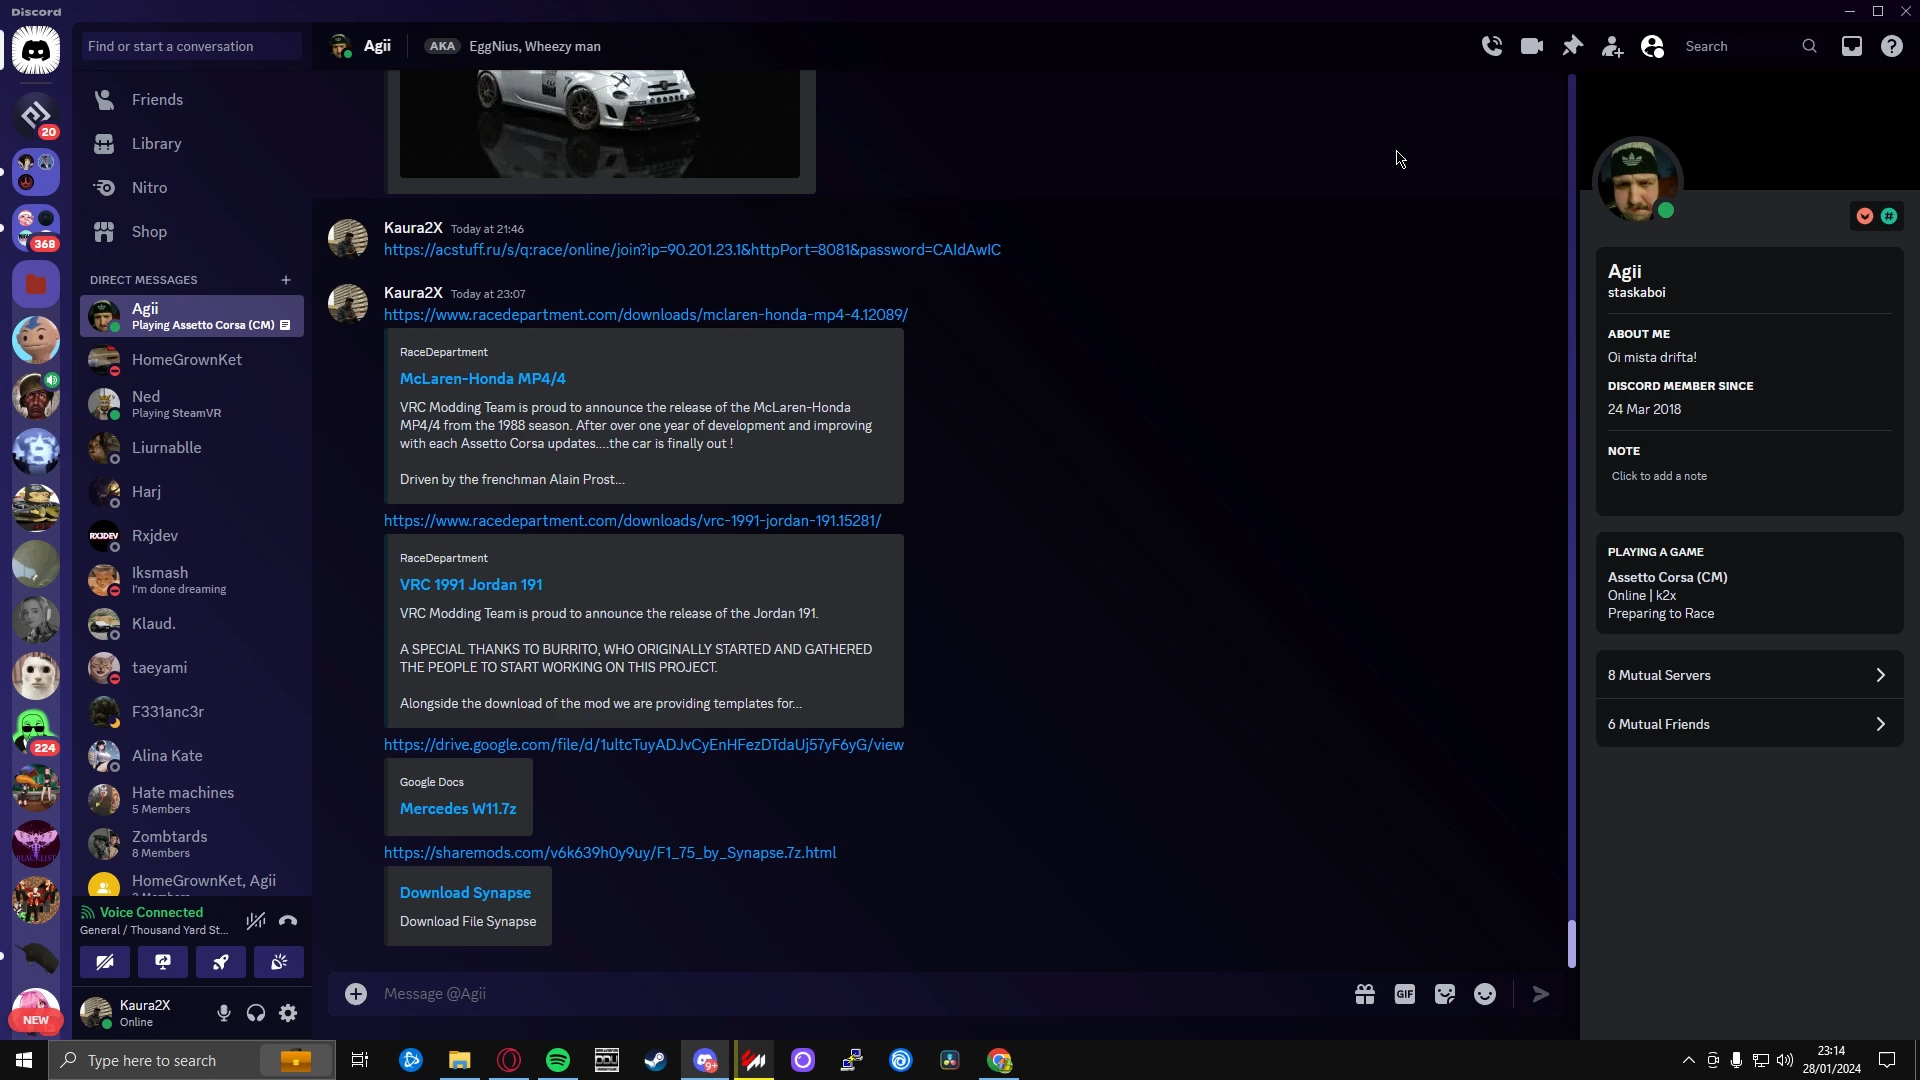 Discord
Find or start a conversation
Agii
AKA
EggNius, Wheezy man
Search
Friends
Library
Nitro
Shop
DIRECT MESSAGES
Agii
Playing Assetto Corsa (CM)
HomeGrownKet
Ned
Playing SteamVR
Liurnablle
Harj
Rxjdev
RXJDEV
Iksmash
I'm done dreaming
Klaud.
taeyami
F331anc3r
Alina Kate
Hate machines
5 Members
Zombtards
8 Members
HomeGrownKet, Agii
Voice Connected
General / Thousand Yard St...
Kaura2X
Online
20
368
224
BLACKLIST
NEW
Kaura2X Today at 21:46
https://acstuff.ru/s/q:race/online/join?ip=90.201.23.1&httpPort=8081&password=CAIdAwIC
Kaura2X Today at 23:07
https://www.racedepartment.com/downloads/mclaren-honda-mp4-4.12089/
RaceDepartment
McLaren-Honda MP4/4
VRC Modding Team is proud to announce the release of the McLaren-Honda
MP4/4 from the 1988 season. After over one year of development and improving
with each Assetto Corsa updates....the car is finally out !
Driven by the frenchman Alain Prost...
https://www.racedepartment.com/downloads/vrc-1991-jordan-191.15281/
RaceDepartment
VRC 1991 Jordan 191
VRC Modding Team is proud to announce the release of the Jordan 191.
A SPECIAL THANKS TO BURRITO, WHO ORIGINALLY STARTED AND GATHERED
THE PEOPLE TO START WORKING ON THIS PROJECT.
Alongside the download of the mod we are providing templates for...
https://drive.google.com/file/d/1ultcTuyADJvCyEnHFezDTdaUj57yF6yG/view
Google Docs
Mercedes W11.7z
https://sharemods.com/v6k639h0y9uy/F1_75_by_Synapse.7z.html
Download Synapse
Download File Synapse
Message @Agii
GIF
Agii
staskaboi
ABOUT ME
Oi mista drifta!
DISCORD MEMBER SINCE
24 Mar 2018
NOTE
Click to add a note
PLAYING A GAME
Assetto Corsa (CM)
Online | k2x
Preparing to Race
8 Mutual Servers
6 Mutual Friends
Type here to search
9+
23:14
28/01/2024